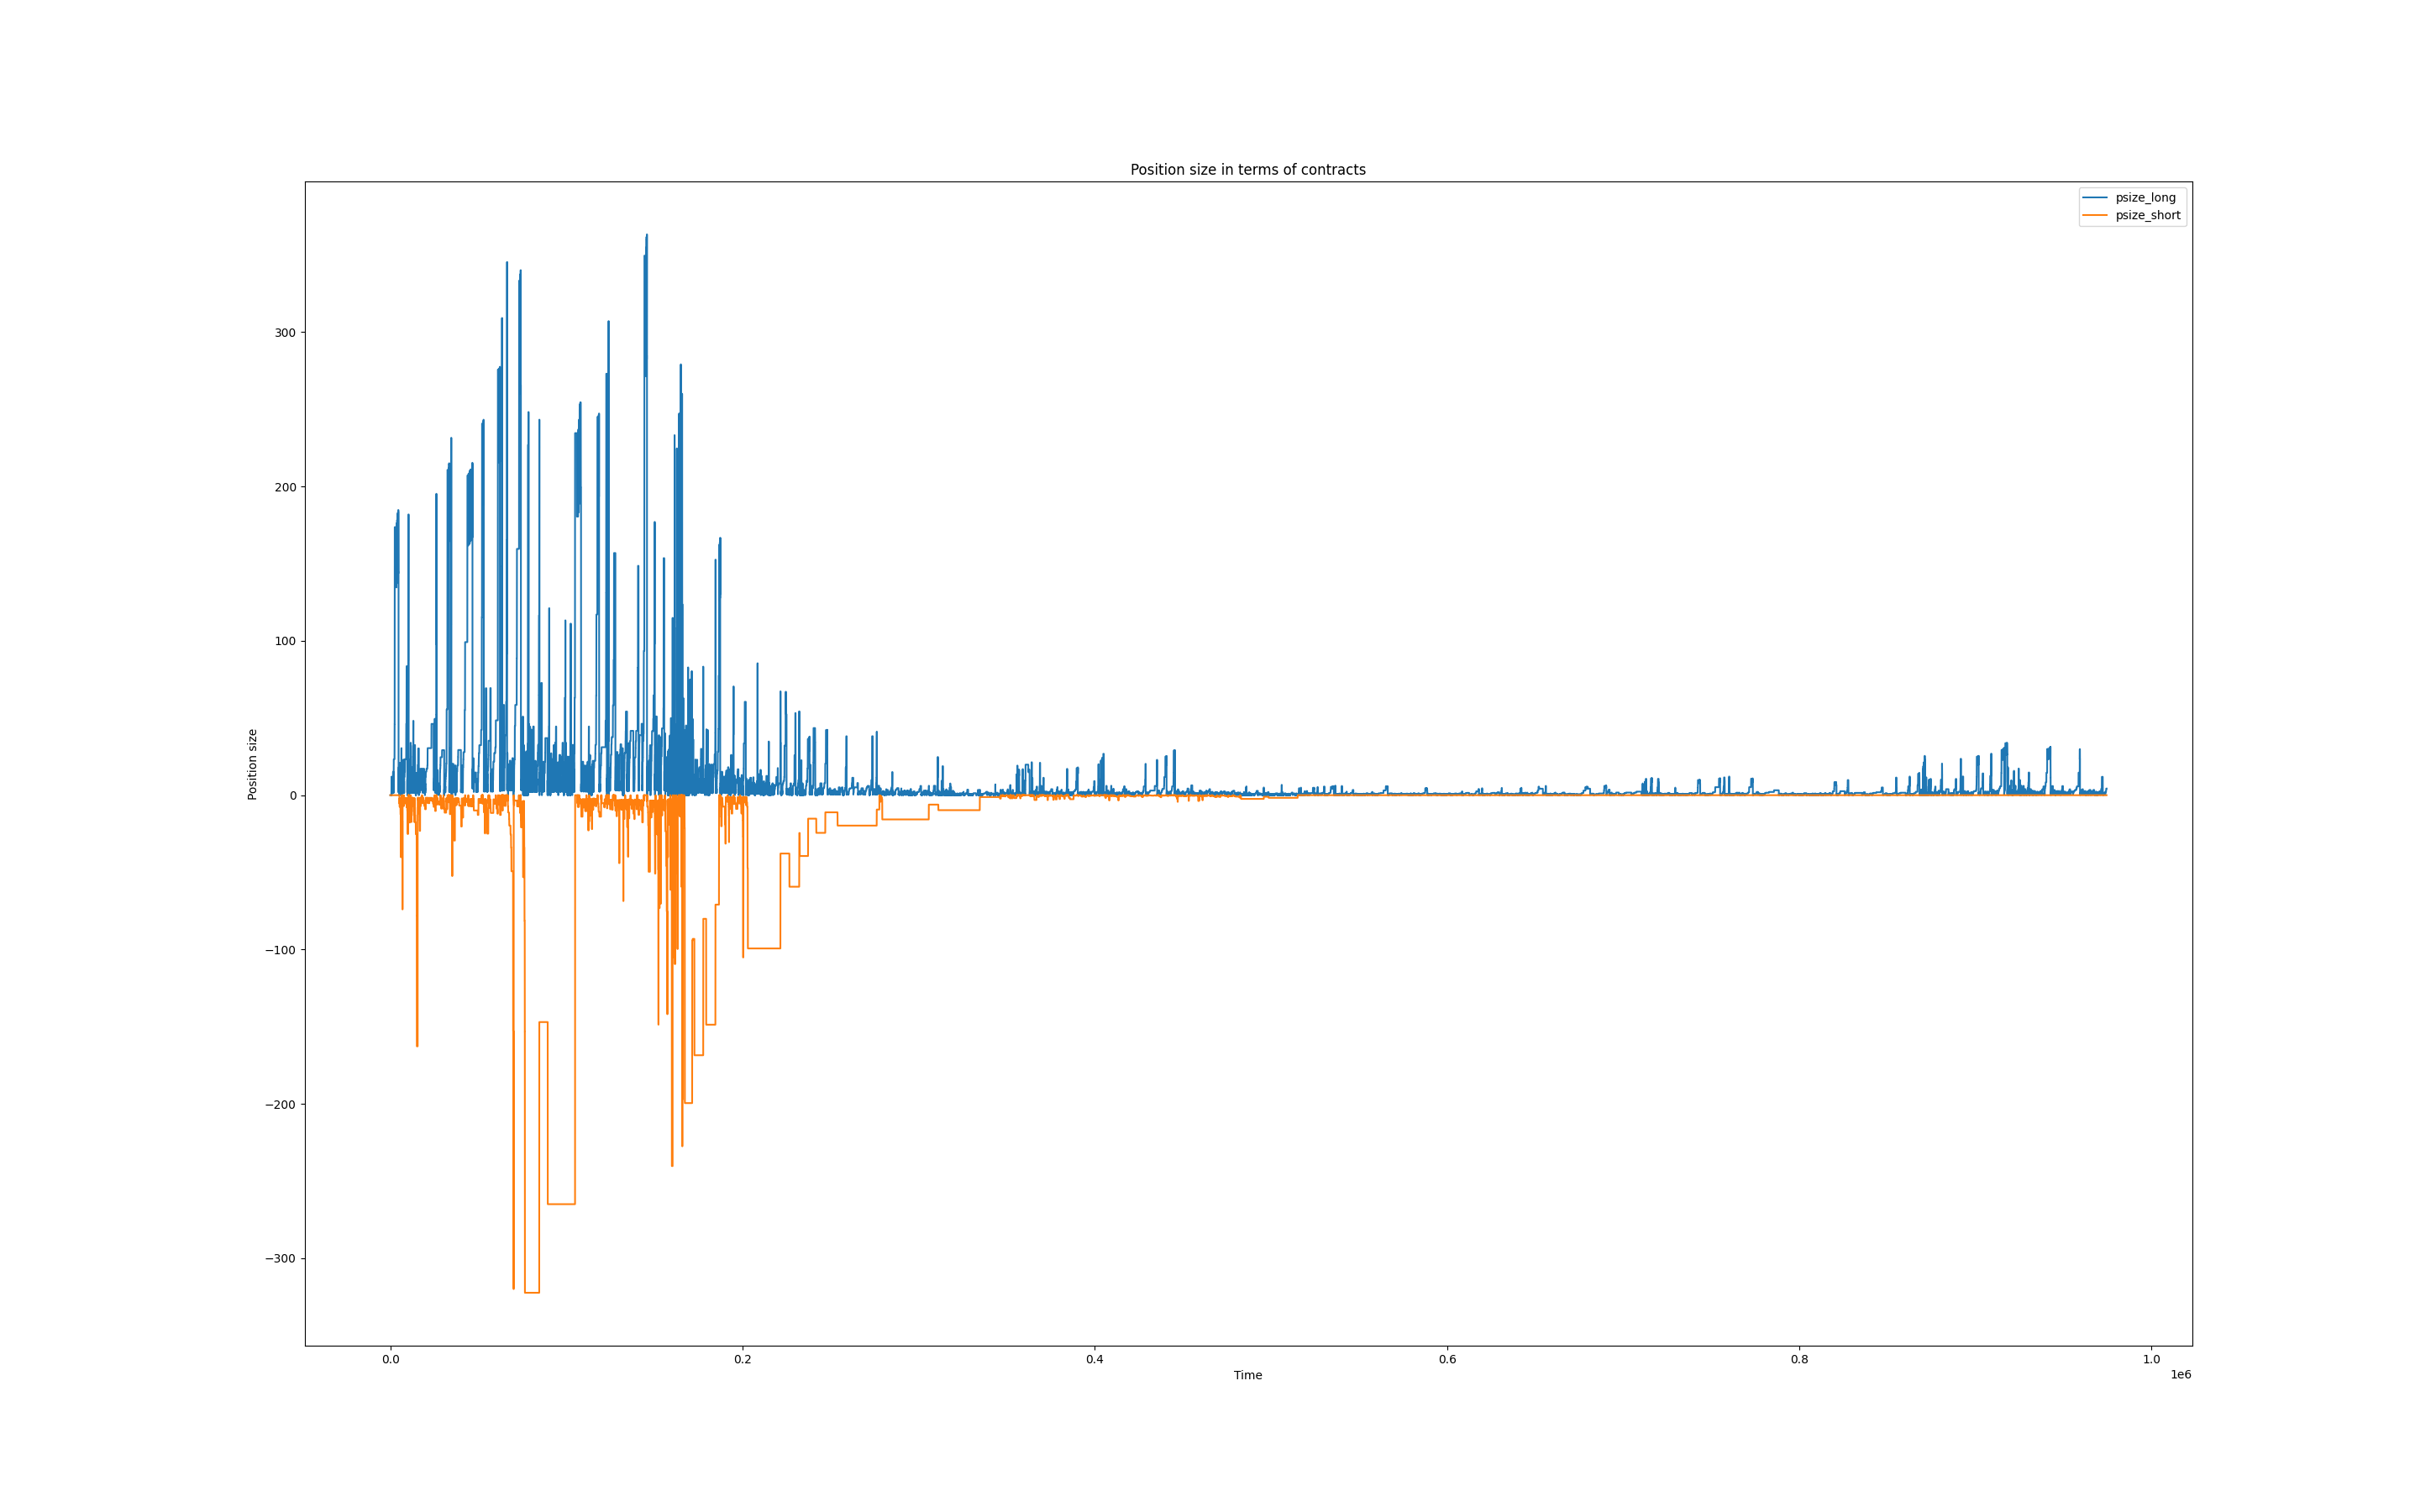 Position size in terms of contracts
psize_long
psize_short
Position size
300
200
100
0
−100
−200
−300
0.0
0.2
0.4
0.6
0.8
1.0
1e6
Time